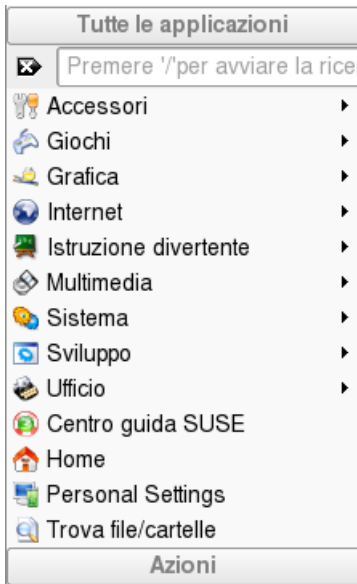 Tutte le applicazioni
Premere '/'per avviare la rice
Accessori
Giochi
Grafica
Internet
Istruzione divertente
Multimedia
Sistema
Sviluppo
Ufficio
Centro guida SUSE
Home
Personal Settings
Trova file/cartelle
Azioni